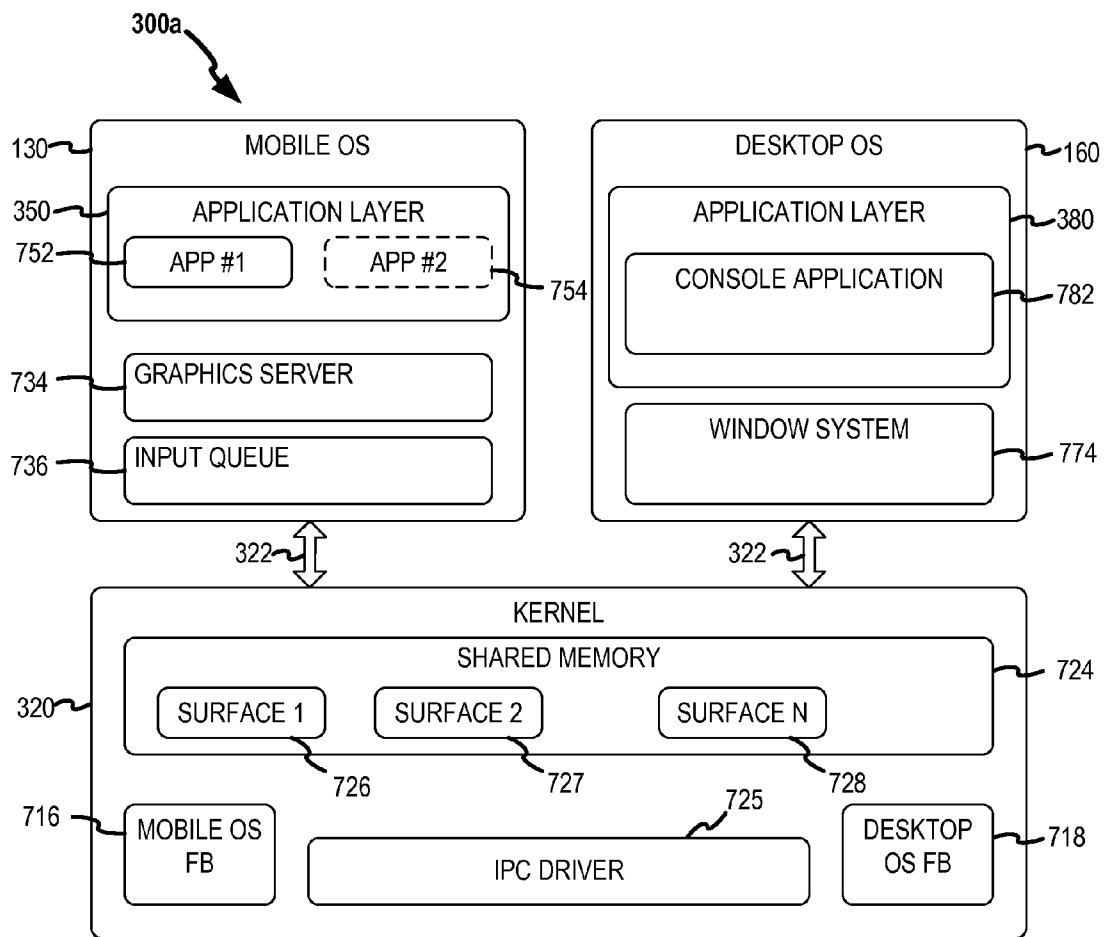 300a
130
MOBILE OS
DESKTOP OS
160
350
APPLICATION LAYER
APPLICATION LAYER
380
752
APP #1
APP #2
754
CONSOLE APPLICATION
782
734
GRAPHICS SERVER
736
INPUT QUEUE
WINDOW SYSTEM
774
322
322
KERNEL
SHARED MEMORY
724
320
SURFACE 1
SURFACE 2
SURFACE N
726
727
728
716
MOBILE OS
FB
725
IPC DRIVER
DESKTOP
OS FB
718